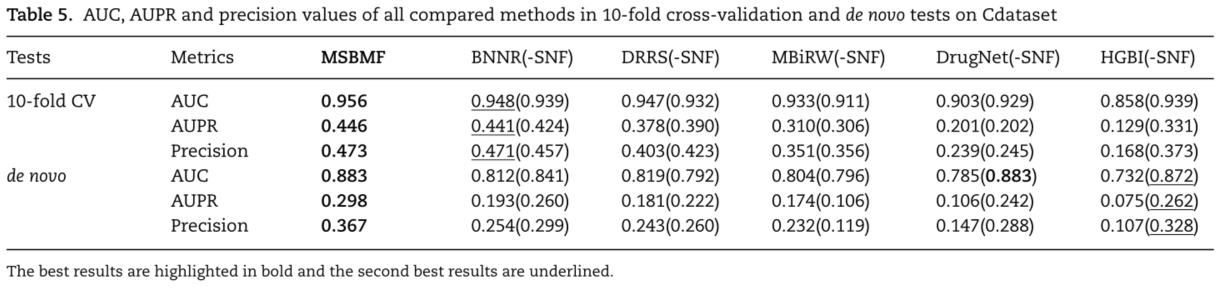 Table 5. AUC, AUPR and precision values of all compared methods in 10-fold cross-validation and de novo tests on Cdataset
Tests Metrics MSBMF BNNR(-SNF) DRRS(-SNF) MBiRW(-SNF) DrugNet(-SNF) HGBI(-SNF)
10-fold CV AUC 0.956 0.948(0.939) 0.947(0.932) 0.933(0.911) 0.903(0.929) 0.858(0.939)
AUPR 0.446 0.441(0.424) 0.378(0.390) 0.310(0.306) 0.201(0.202) 0.129(0.331)
Precision 0.473 0.471(0.457) 0.403(0.423) 0.351(0.356) 0.239(0.245) 0.168(0.373)
de novo AUC 0.883 0.812(0.841) 0.819(0.792) 0.804(0.796) 0.785(0.883) 0.732(0.872)
AUPR 0.298 0.193(0.260) 0.181(0.222) 0.174(0.106) 0.106(0.242) 0.075(0.262)
Precision 0.367 0.254(0.299) 0.243(0.260) 0.232(0.119) 0.147(0.288) 0.107(0.328)
The best results are highlighted in bold and the second best results are underlined.